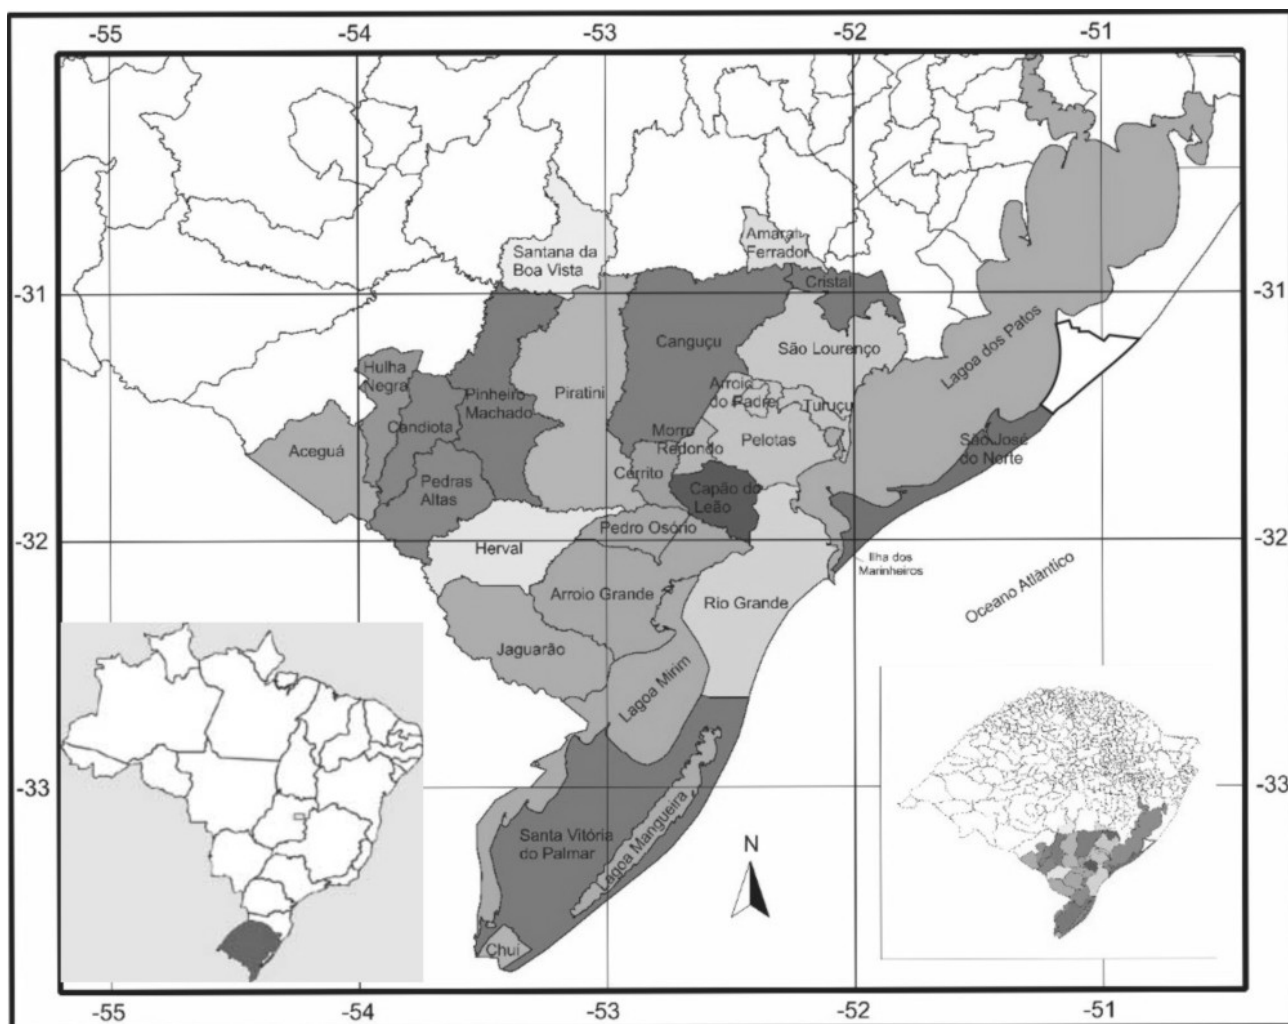 -55
-54
-53
-52
-51
Santana da
Boa Vista
Amaral
Ferrador
-31
-31
Cristal
Canguçu
São Lourenço
Lagoa dos Patos
Hulha
Negra
Pinheiro
Machado
Piratini
Arroio
do Padre
Turuçu
Candiota
Aceguá
Morro
Redondo
Pelotas
São José
do Norte
Pedras
Altas
Cerrito
Capão do
Leão
Pedro Osório
-32
-32
Herval
Ilha dos
Marinheiros
Arroio Grande
Rio Grande
Oceano Atlântico
Jaguarão
Lagoa Mirim
-33
-33
Santa Vitória
do Palmar
Lagoa Mangueira
N
Chuí
-55
-54
-53
-52
-51